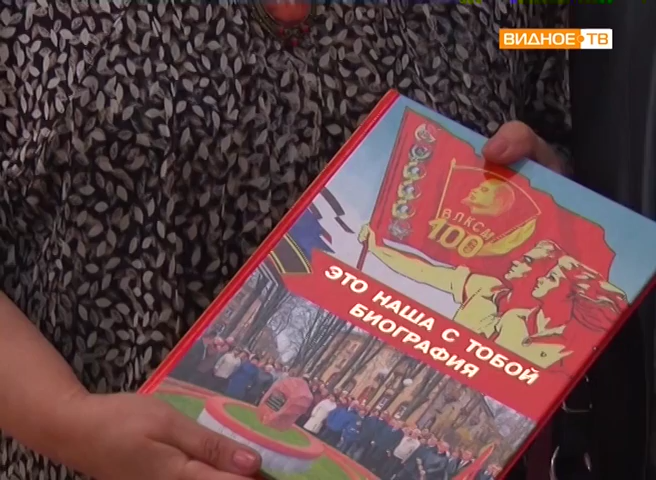 ВИДНОЕ ТВ
ВЛКСМ
100
ЭТО НАША С ТОБОЙ
БИОГРАФИЯ